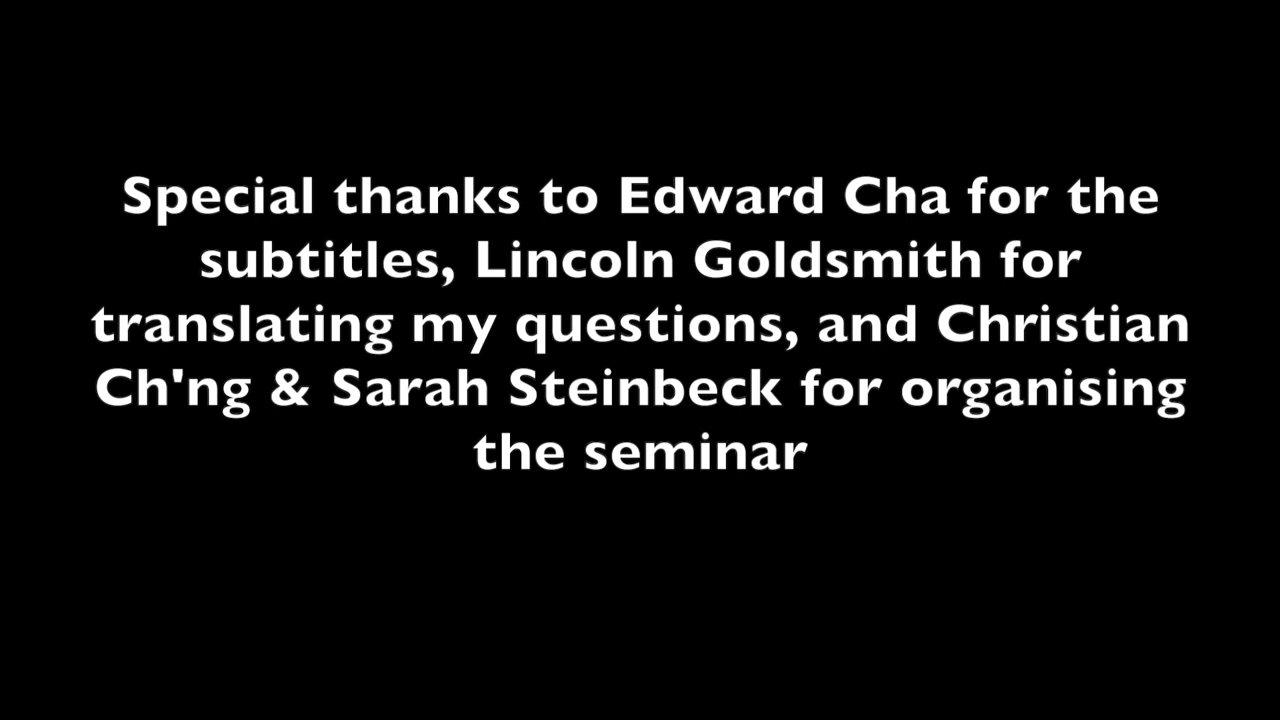 Special thanks to Edward Cha for the
subtitles, Lincoln Goldsmith for
translating my questions, and Christian
Ch'ng & Sarah Steinbeck for organising
the seminar